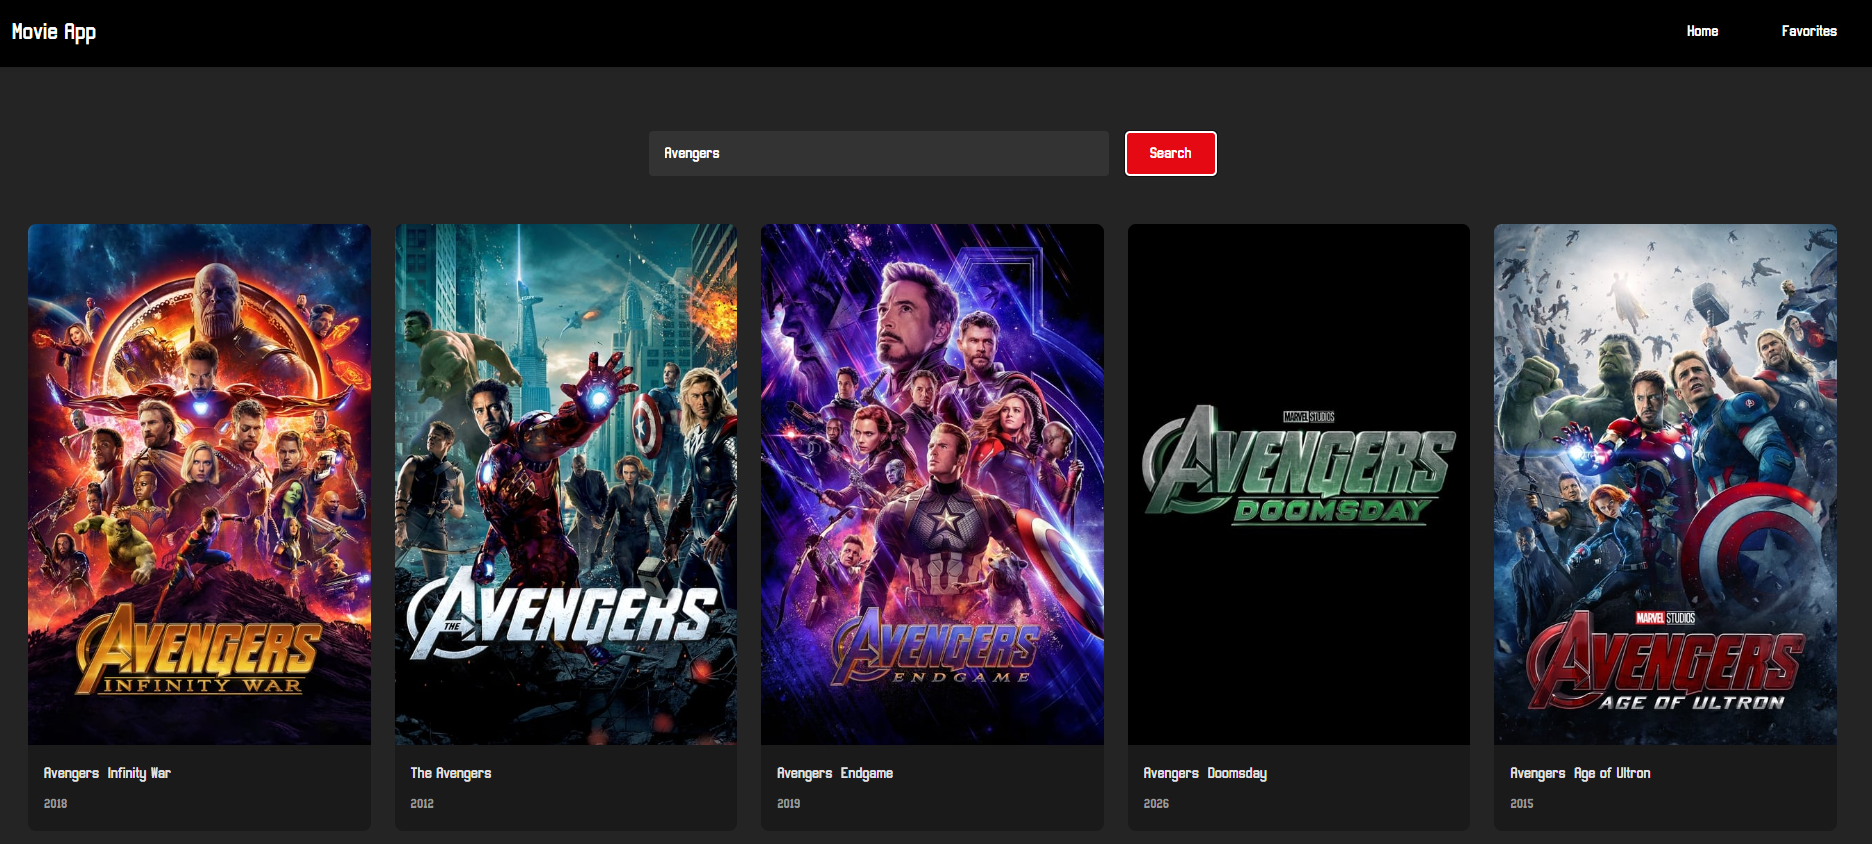 Movie App
Home
Favorites
Avengers
Search
AVENGERS
INFINITY WAR
THE AVENGERS
AVENGERS
ENDGAME
MARVEL STUDIOS
AVENGERS
DOOMSDAY
MARVEL STUDIOS
AVENGERS
AGE OF ULTRON
Avengers Infinity War
2018
The Avengers
2012
Avengers Endgame
2019
Avengers Doomsday
2026
Avengers Age of Ultron
2015